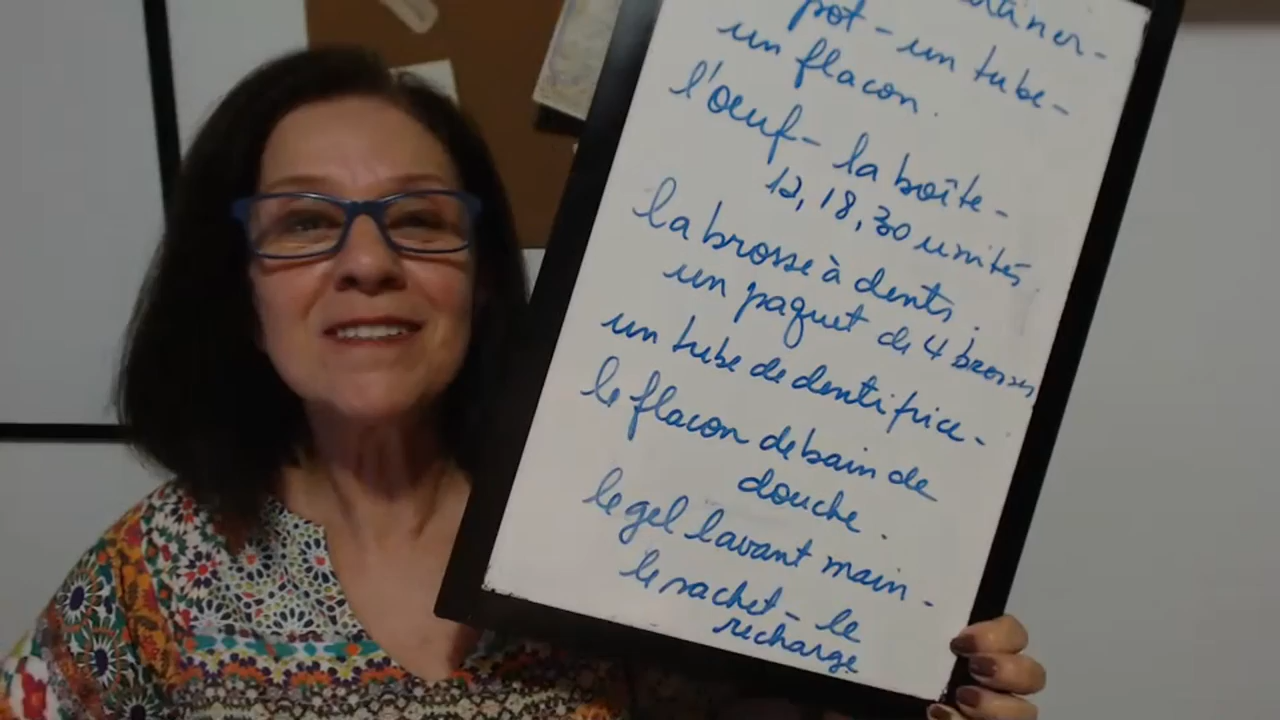 pot - un tube -
un flacon.
l'œuf - la boîte -
12, 18, 30 unités
la brosse à dents.
un paquet de 4 brosses
un tube de dentifrice -
le flacon de bain de
douche.
le gel lavant main -
le sachet - le
recharge